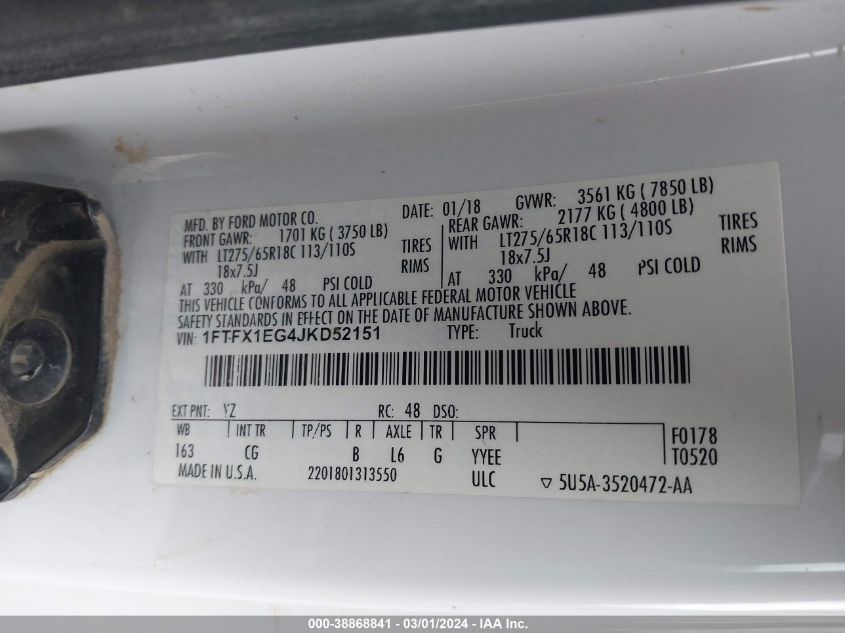 MFD. BY FORD MOTOR CO. DATE: 01/18 GVWR: 3561 KG ( 7850 LB)
FRONT GAWR: 1701 KG ( 3750 LB) REAR GAWR: 2177 KG ( 4800 LB)
WITH LT275/65R18C 113/110S TIRES WITH LT275/65R18C 113/110S TIRES
18x7.5J RIMS 18x7.5J RIMS
AT 330 kPa/ 48 PSI COLD AT 330 kPa/ 48 PSI COLD
THIS VEHICLE CONFORMS TO ALL APPLICABLE FEDERAL MOTOR VEHICLE
SAFETY STANDARDS IN EFFECT ON THE DATE OF MANUFACTURE SHOWN ABOVE.
VIN: 1FTFX1EG4JKD52151 TYPE: Truck
EXT PNT: YZ RC: 48 DSO:
WB INT TR TP/PS R AXLE TR SPR F0178
163 CG B L6 G YYEE T0520
MADE IN U.S.A. 2201801313550 ULC ▽ 5U5A-3520472-AA
000-38868841 / 03/01/2024 - IAA Inc.